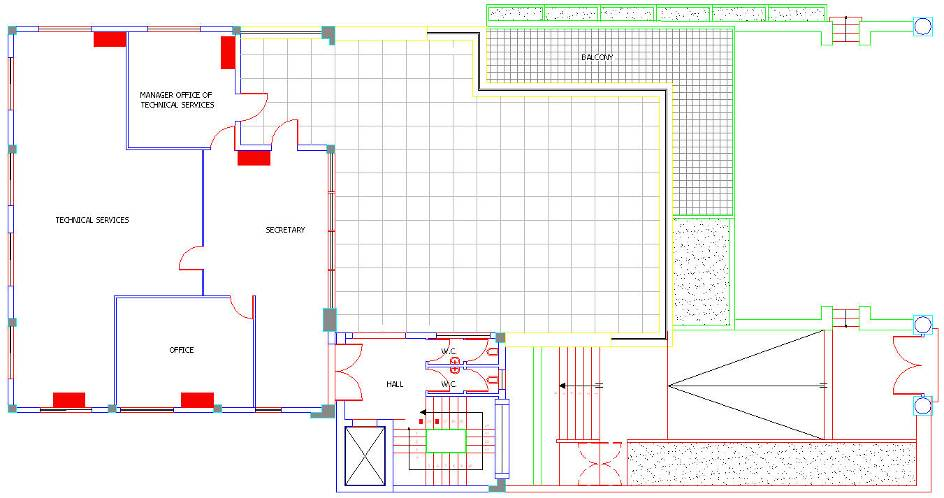 BALCONY
MANAGER OFFICE OF
TECHNICAL SERVICES
TECHNICAL SERVICES
SECRETARY
OFFICE
HALL
W.C.
W.C.